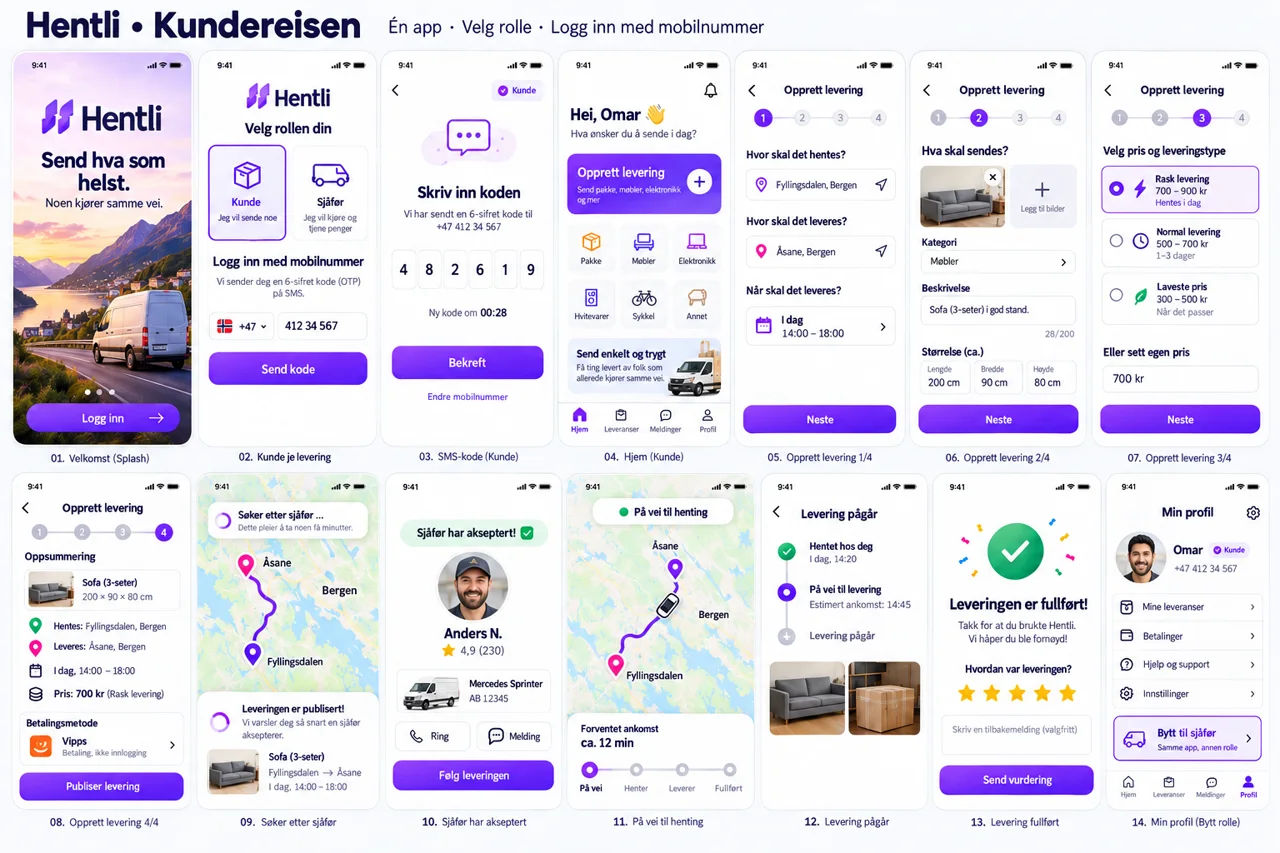 Hentli • Kundereisen
Én app · Velg rolle · Logg inn med mobilnummer
9:41
Hentli
Send hva som
helst.
Noen kjører samme vei.
Logg inn
01. Velkomst (Splash)
9:41
Hentli
Velg rollen din
Kunde
Jeg vil sende noe
Sjåfør
Jeg vil kjøre og
tjene penger
Logg inn med mobilnummer
Vi sender deg en 6-sifret kode (OTP)
på SMS.
+47
412 34 567
Send kode
02. Kunde je levering
9:41
Kunde
Skriv inn koden
Vi har sendt en 6-sifret kode til
+47 412 34 567
4 8 2 6 1 9
Ny kode om 00:28
Bekreft
Endre mobilnummer
03. SMS-kode (Kunde)
9:41
Hei, Omar 👋
Hva ønsker du å sende i dag?
Opprett levering
Send pakke, møbler, elektronikk
og mer
Pakke
Møbler
Elektronikk
Hvitevarer
Sykkel
Annet
Send enkelt og trygt
Få ting levert av folk som
allerede kjører samme vei.
Hjem
Leveranser
Meldinger
Profil
04. Hjem (Kunde)
9:41
Opprett levering
1 2 3 4
Hvor skal det hentes?
Fyllingsdalen, Bergen
Hvor skal det leveres?
Åsane, Bergen
Når skal det leveres?
I dag
14:00 – 18:00
Neste
05. Opprett levering 1/4
9:41
Opprett levering
1 2 3 4
Hva skal sendes?
Legg til bilder
Kategori
Møbler
Beskrivelse
Sofa (3-seter) i god stand.
28/200
Størrelse (ca.)
Lengde
200 cm
Bredde
90 cm
Høyde
80 cm
Neste
06. Opprett levering 2/4
9:41
Opprett levering
1 2 3 4
Velg pris og leveringstype
Rask levering
700 – 900 kr
Hentes i dag
Normal levering
500 – 700 kr
1–3 dager
Laveste pris
300 – 500 kr
Når det passer
Eller sett egen pris
700 kr
Neste
07. Opprett levering 3/4
9:41
Opprett levering
1 2 3 4
Oppsummering
Sofa (3-seter)
200 × 90 × 80 cm
Hentes: Fyllingsdalen, Bergen
Leveres: Åsane, Bergen
I dag, 14:00 – 18:00
Pris: 700 kr (Rask levering)
Betalingsmetode
Vipps
Betaling, ikke innlogging
Publiser levering
08. Opprett levering 4/4
9:41
Søker etter sjåfør ...
Dette pleier å ta noen få minutter.
Åsane
Bergen
Fyllingsdalen
Leveringen er publisert!
Vi varsler deg så snart en sjåfør
aksepterer.
Sofa (3-seter)
Fyllingsdalen → Åsane
I dag, 14:00 – 18:00
09. Søker etter sjåfør
9:41
Sjåfør har akseptert!
Anders N.
4,9 (230)
Mercedes Sprinter
AB 12345
Ring
Melding
Følg leveringen
10. Sjåfør har akseptert
9:41
På vei til henting
Åsane
Bergen
Fyllingsdalen
Forventet ankomst
ca. 12 min
På vei
Henter
Leverer
Fullført
11. På vei til henting
9:41
Levering pågår
Hentet hos deg
I dag, 14:20
På vei til levering
Estimert ankomst: 14:45
Levering pågår
12. Levering pågår
9:41
Leveringen er fullført!
Takk for at du brukte Hentli.
Vi håper du ble fornøyd!
Hvordan var leveringen?
Skriv en tilbakemelding (valgfritt)
Send vurdering
13. Levering fullført
9:41
Min profil
Omar
Kunde
+47 412 34 567
Mine leveranser
Betalinger
Hjelp og support
Innstillinger
Bytt til sjåfør
Samme app, annen rolle
Hjem
Leveranser
Meldinger
Profil
14. Min profil (Bytt rolle)